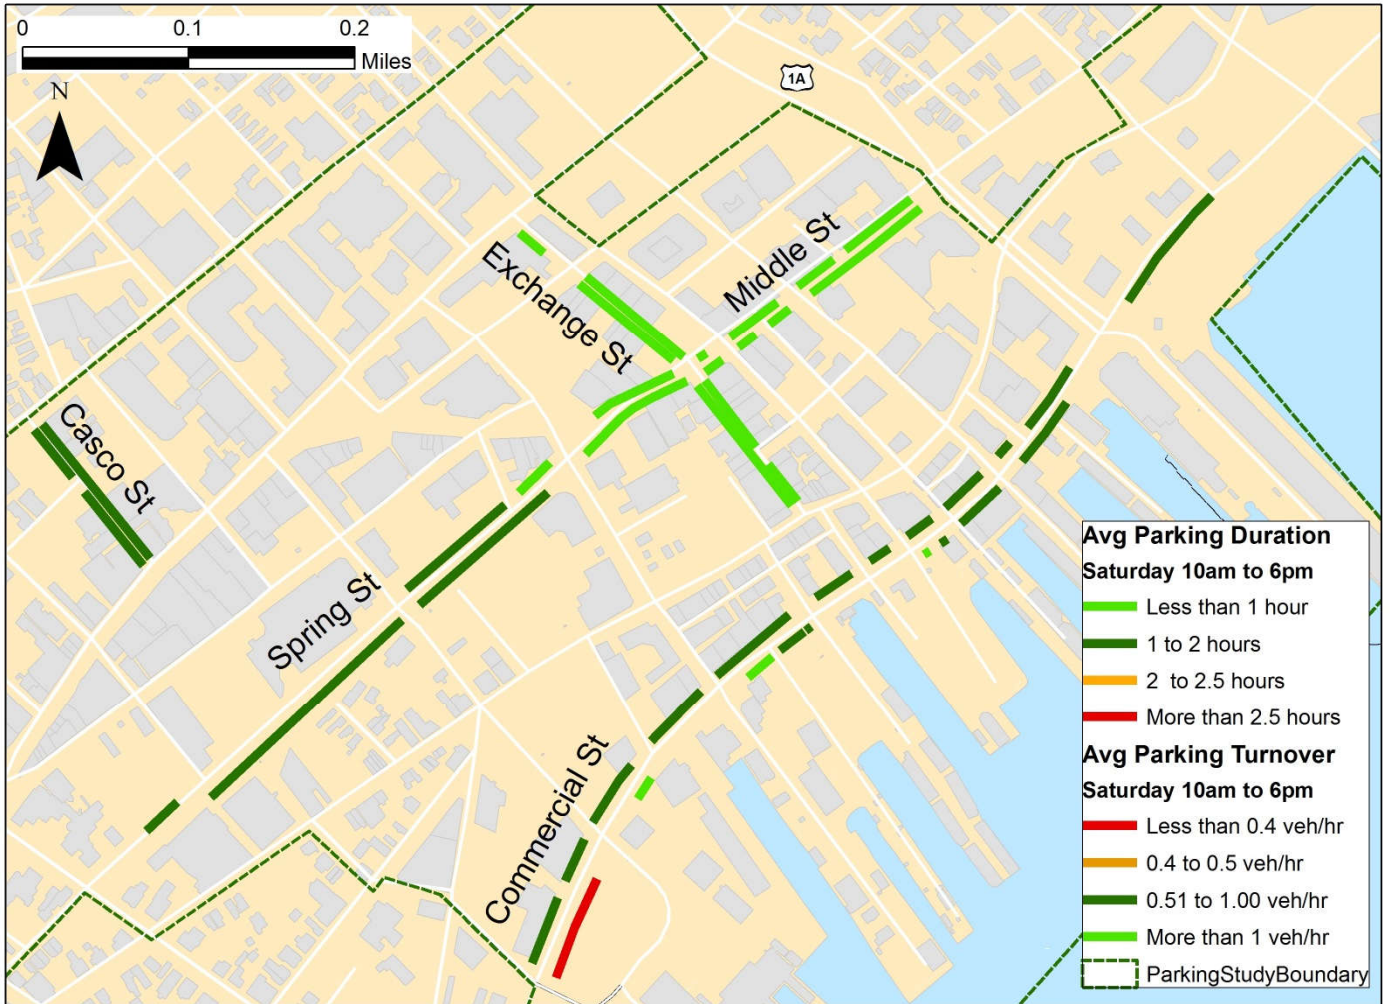 0 0.1 0.2
Miles
N
1A
Middle St
Exchange St
Casco St
Spring St
Commercial St
Avg Parking Duration
Saturday 10am to 6pm
Less than 1 hour
1 to 2 hours
2 to 2.5 hours
More than 2.5 hours
Avg Parking Turnover
Saturday 10am to 6pm
Less than 0.4 veh/hr
0.4 to 0.5 veh/hr
0.51 to 1.00 veh/hr
More than 1 veh/hr
ParkingStudyBoundary